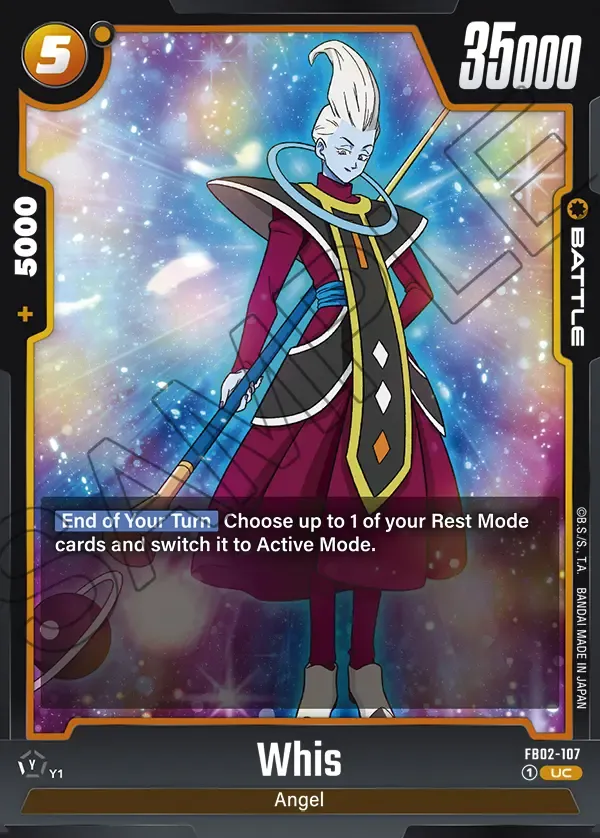 5
35000
+ 5000
BATTLE
SAMPLE
End of Your Turn Choose up to 1 of your Rest Mode
cards and switch it to Active Mode.
©B.S./S., T.A. BANDAI MADE IN JAPAN
Y Y1
Whis
FB02-107
1 UC
Angel